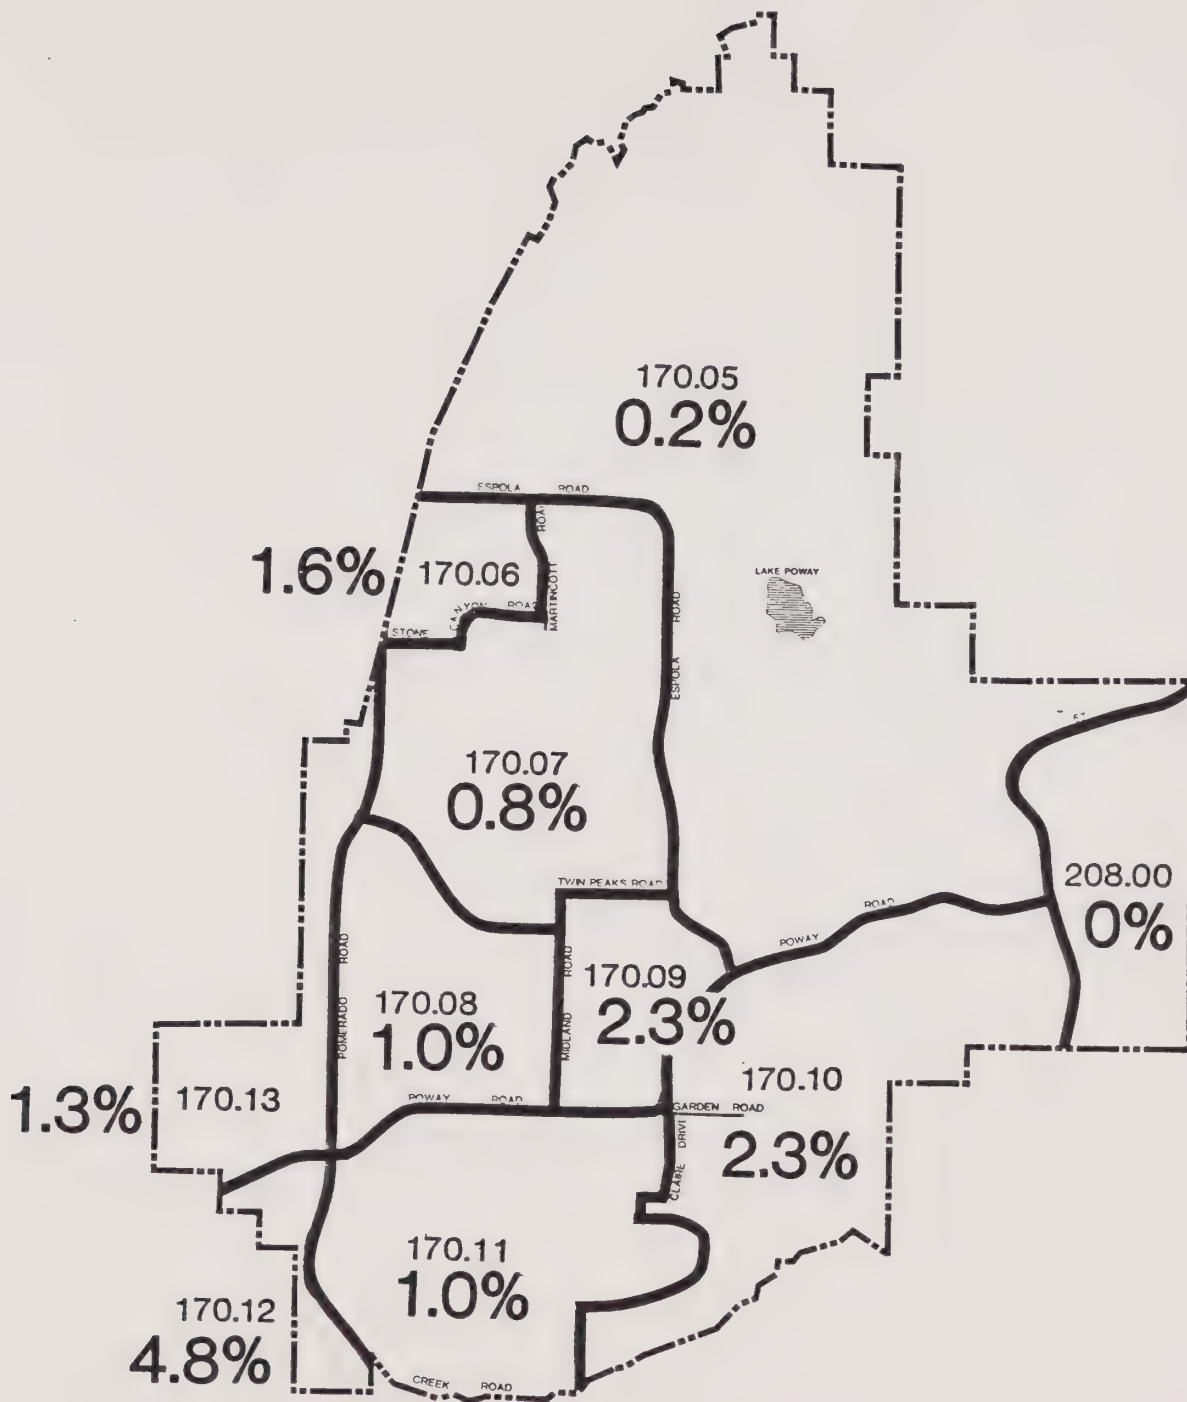 170.05
0.2%
ESPOLA ROAD
ROAD
MARTINCOTT
1.6%
170.06
CANYON ROAD
STONE
LAKE POWAY
ROAD
ESPOLA
170.07
0.8%
TWIN PEAKS ROAD
208.00
0%
POWAY ROAD
ROAD
POMERADO
170.08
1.0%
ROAD
MIDLAND
170.09
2.3%
170.10
2.3%
1.3%
170.13
POWAY ROAD
GARDEN ROAD
DRIVE
CLAIRE
170.11
1.0%
170.12
4.8%
CREEK ROAD